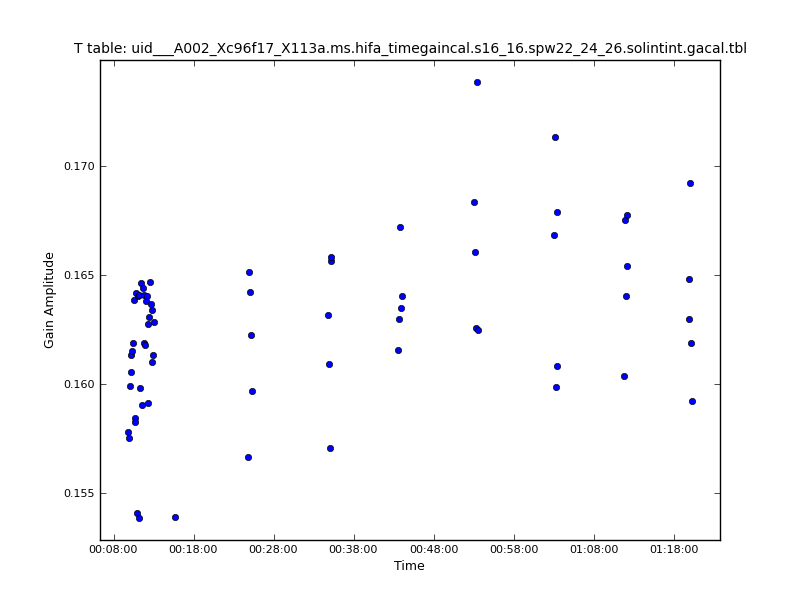 T table: uid___A002_Xc96f17_X113a.ms.hifa_timegaincal.s16_16.spw22_24_26.solintint.gacal.tbl
0.170
0.165
0.160
0.155
Gain Amplitude
00:08:00 00:18:00 00:28:00 00:38:00 00:48:00 00:58:00 01:08:00 01:18:00
Time